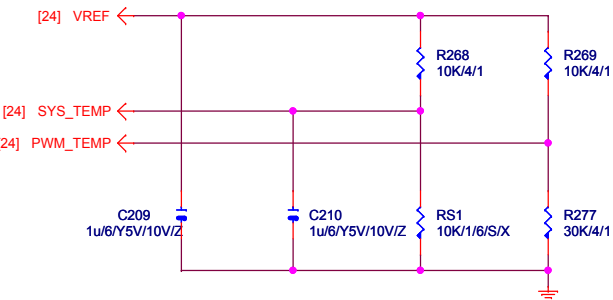 [24] VREF
R268
10K/4/1
R269
10K/4/1
[24] SYS_TEMP
24] PWM_TEMP
C209
1u/6/Y5V/10V/Z
C210
1u/6/Y5V/10V/Z
RS1
10K/1/6/S/X
R277
30K/4/1